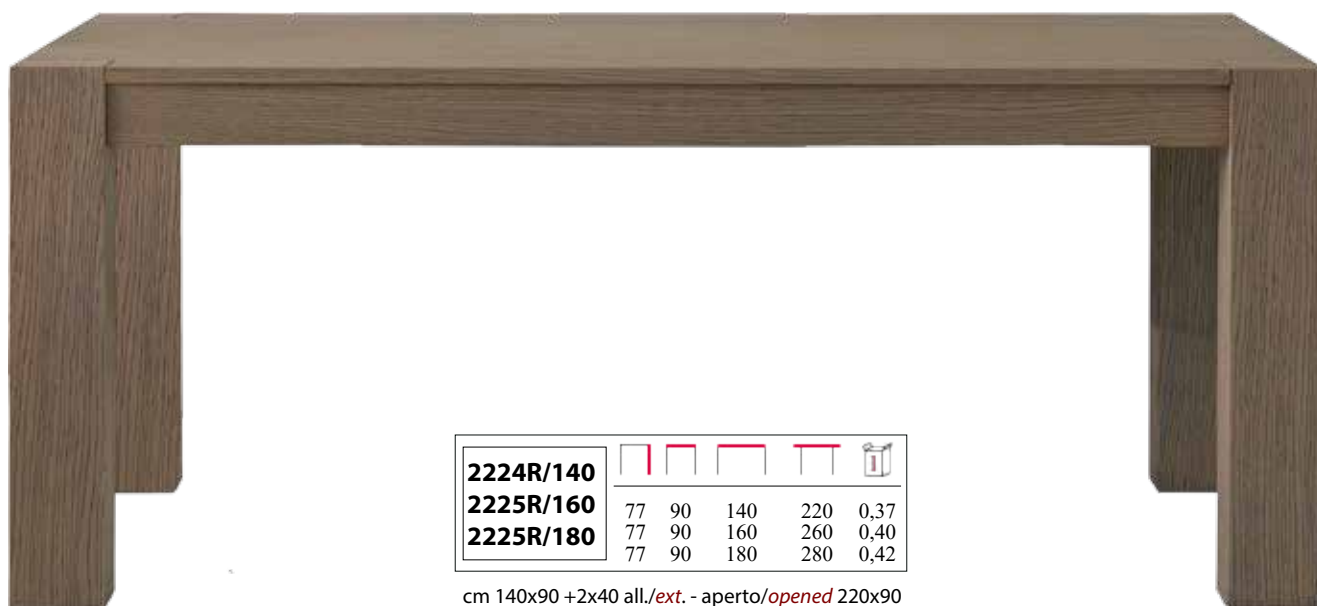 2224R/140
2225R/160
2225R/180
1
77 90 140 220 0,37
77 90 160 260 0,40
77 90 180 280 0,42
cm 140x90 +2x40 all./ext. - aperto/opened 220x90